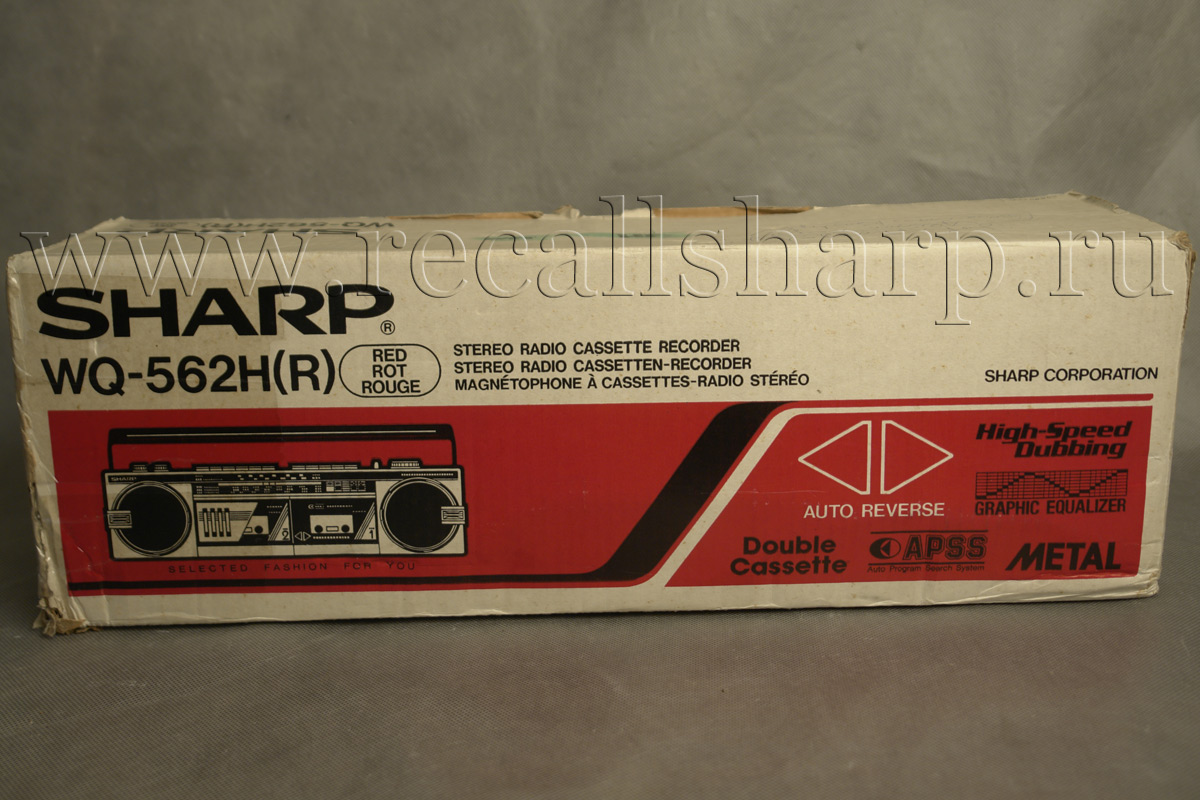 www.recallsharp.ru
SHARP®
WQ-562H(R)
RED
ROT
ROUGE
STEREO RADIO CASSETTE RECORDER
STEREO RADIO CASSETTEN-RECORDER
MAGNÉTOPHONE À CASSETTES-RADIO STÉRÉO
SHARP CORPORATION
SHARP
2
1
SELECTED FASHION FOR YOU
AUTO REVERSE
High-Speed
Dubbing
GRAPHIC EQUALIZER
Double
Cassette
APSS
Auto Program Search System
METAL